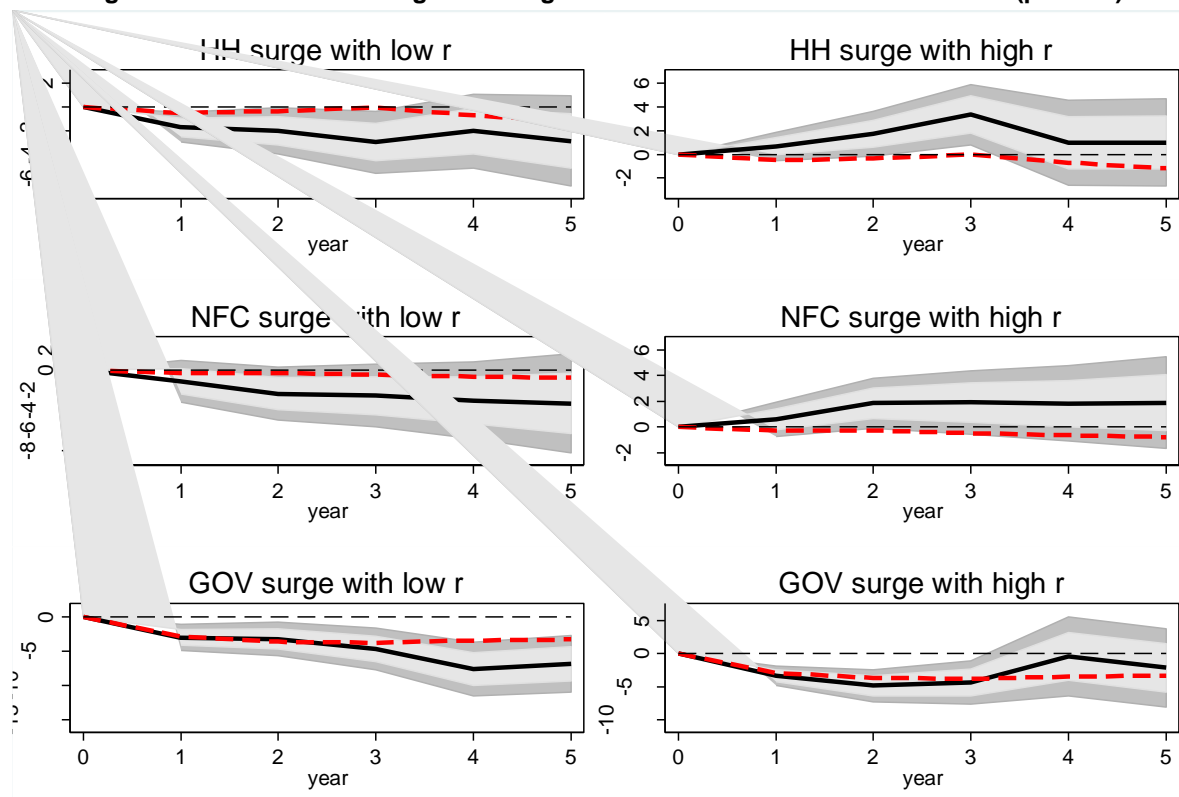 HH surge with low r
HH surge with high r
2
6
4
2
0
-2
1 2 3 4 5
year
0 1 2 3 4 5
year
NFC surge with low r
NFC surge with high r
-8-6-4-2 0 2
6
4
2
0
-2
1 2 3 4 5
year
0 1 2 3 4 5
year
GOV surge with low r
GOV surge with high r
0
-5
5
0
-5
-10
0 1 2 3 4 5
year
0 1 2 3 4 5
year